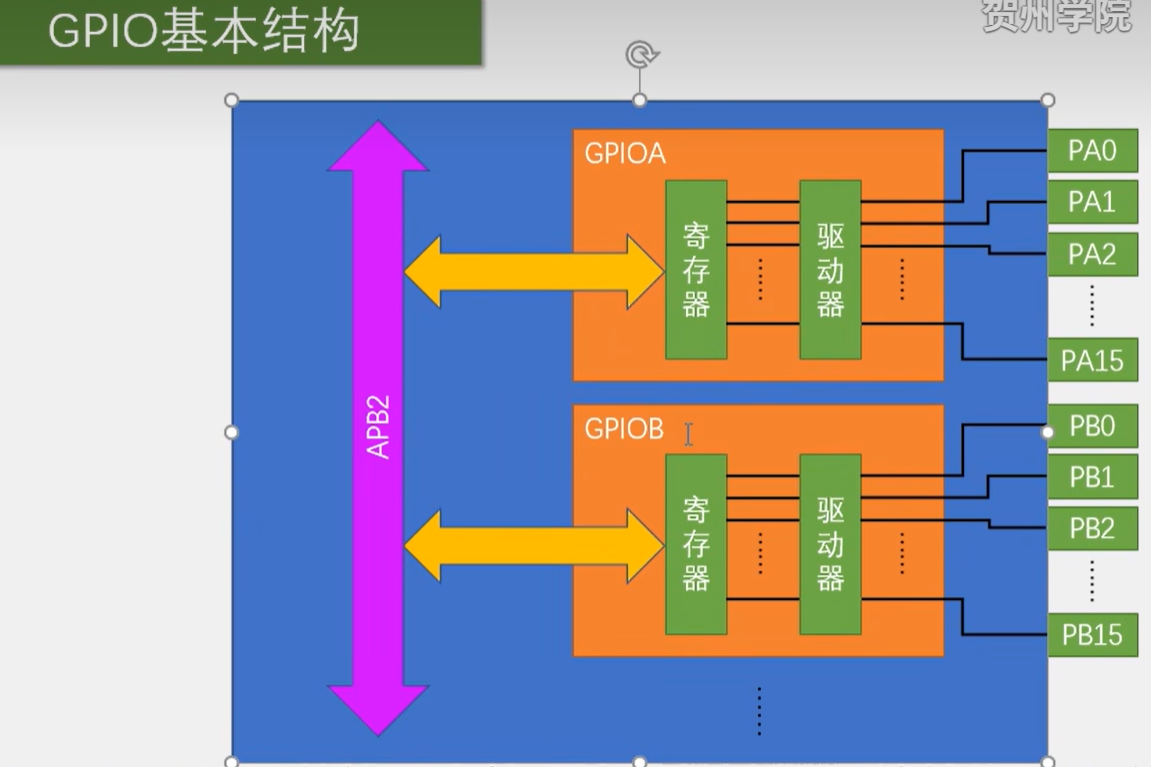 GPIO基本结构
贺州学院
GPIOA
寄存器
驱动器
PA0
PA1
PA2
PA15
APB2
GPIOB
寄存器
驱动器
PB0
PB1
PB2
PB15